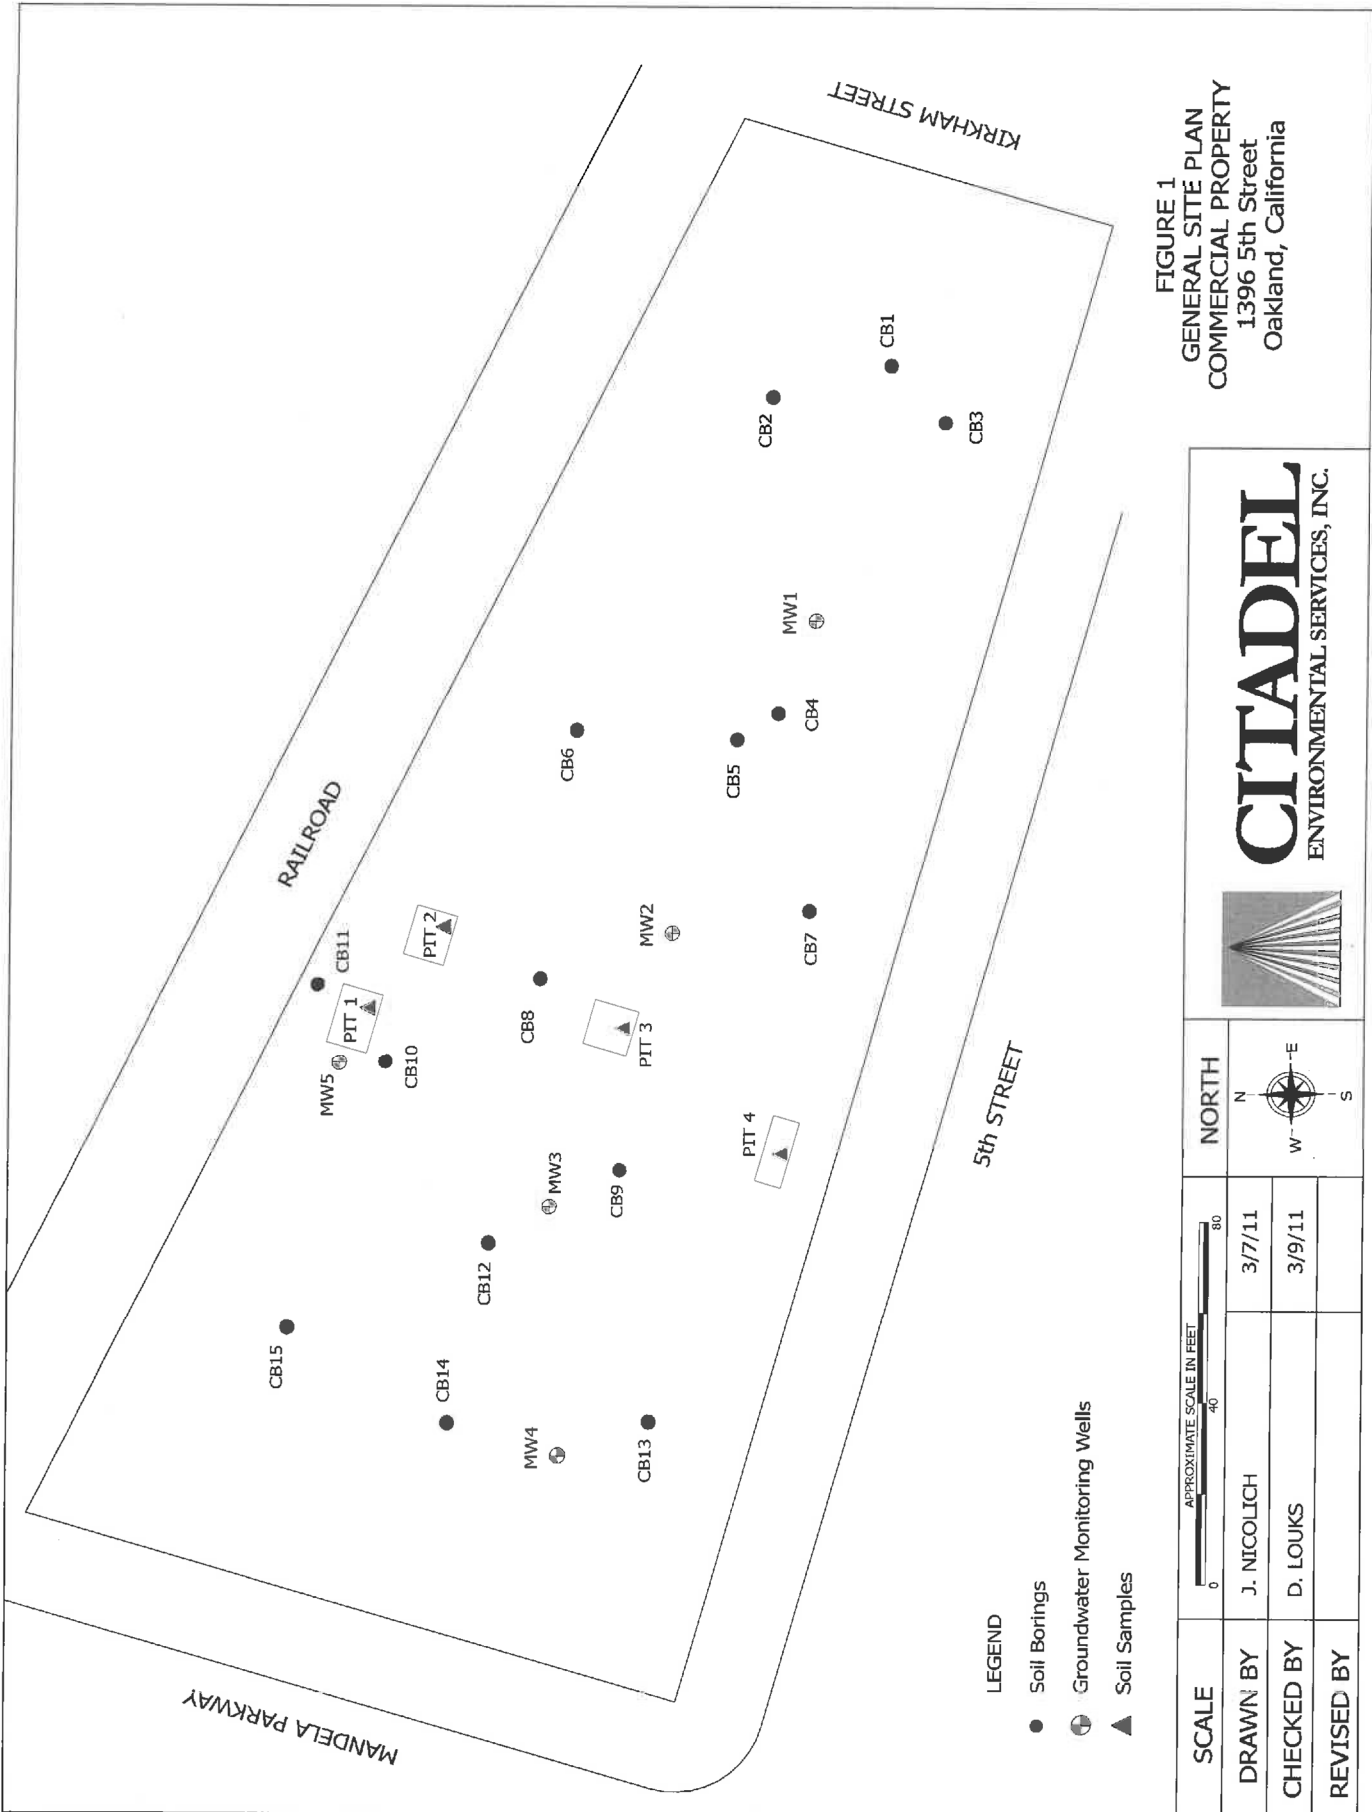 MANDELA PARKWAY
RAILROAD
KIRKHAM STREET
5th STREET
CB15
CB14
MW4
CB13
CB12
MW3
CB9
MW5
CB10
PIT 1
CB11
PIT 2
CB8
PIT 3
PIT 4
MW2
CB7
CB6
CB5
CB4
MW1
CB2
CB1
CB3
LEGEND
Soil Borings
Groundwater Monitoring Wells
Soil Samples
FIGURE 1
GENERAL SITE PLAN
COMMERCIAL PROPERTY
1396 5th Street
Oakland, California
SCALE
APPROXIMATE SCALE IN FEET
0 40 80
NORTH
N
W E
S
DRAWN BY J. NICOLICH 3/7/11
CHECKED BY D. LOUKS 3/9/11
REVISED BY
CITADEL
ENVIRONMENTAL SERVICES, INC.